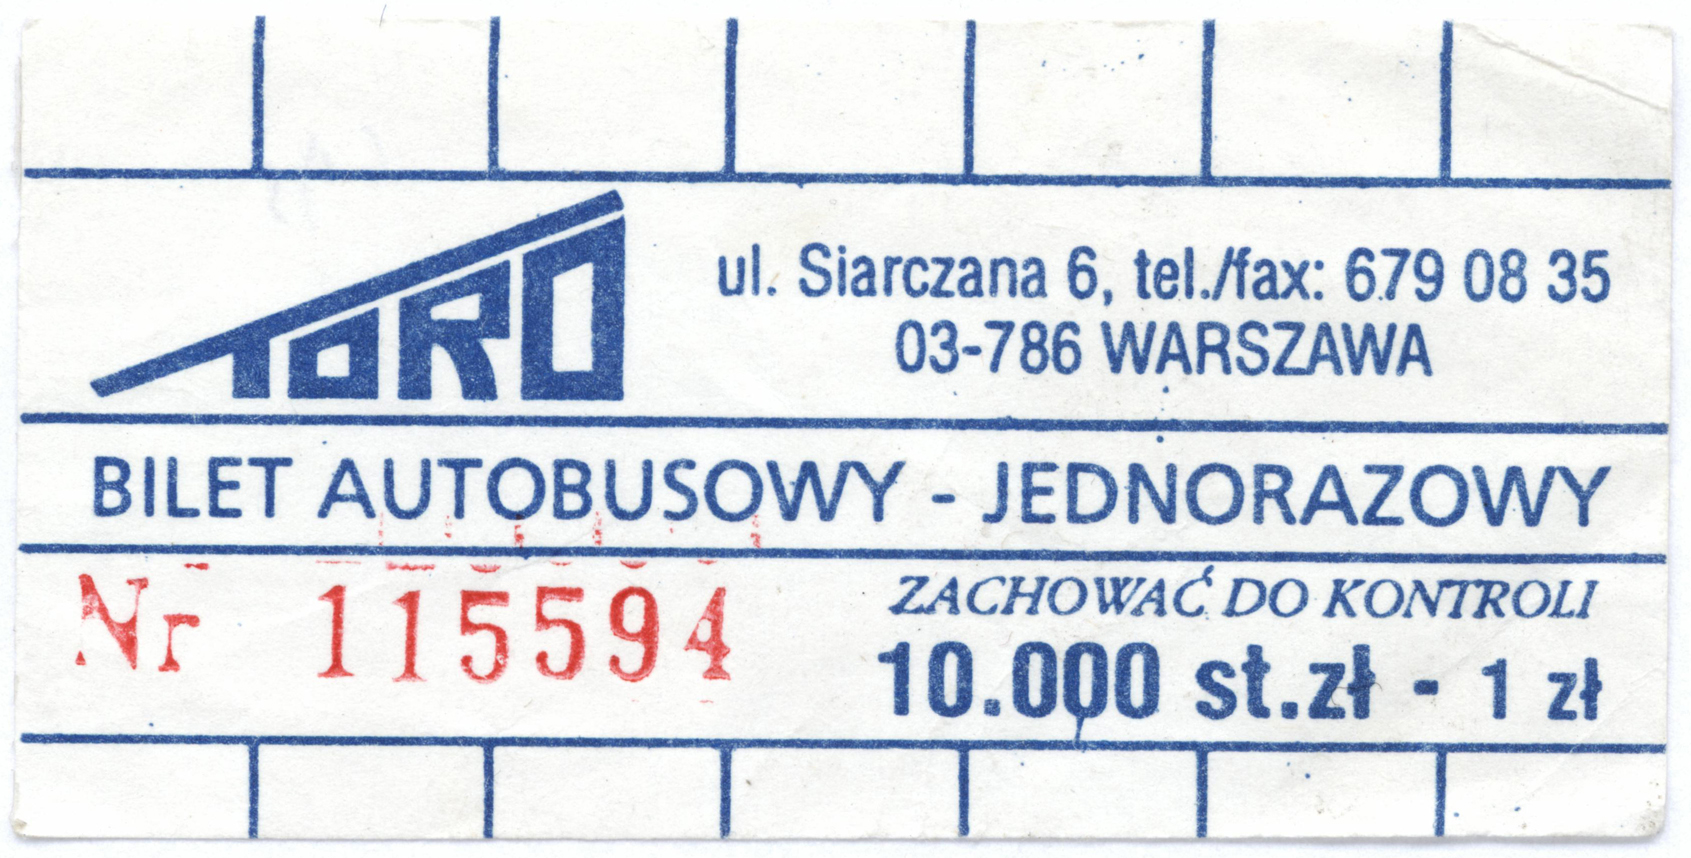 TORO
ul. Siarczana 6, tel./fax: 679 08 35
03-786 WARSZAWA
BILET AUTOBUSOWY - JEDNORAZOWY
Nr 115594
ZACHOWAĆ DO KONTROLI
10.000 st.zł - 1 zł